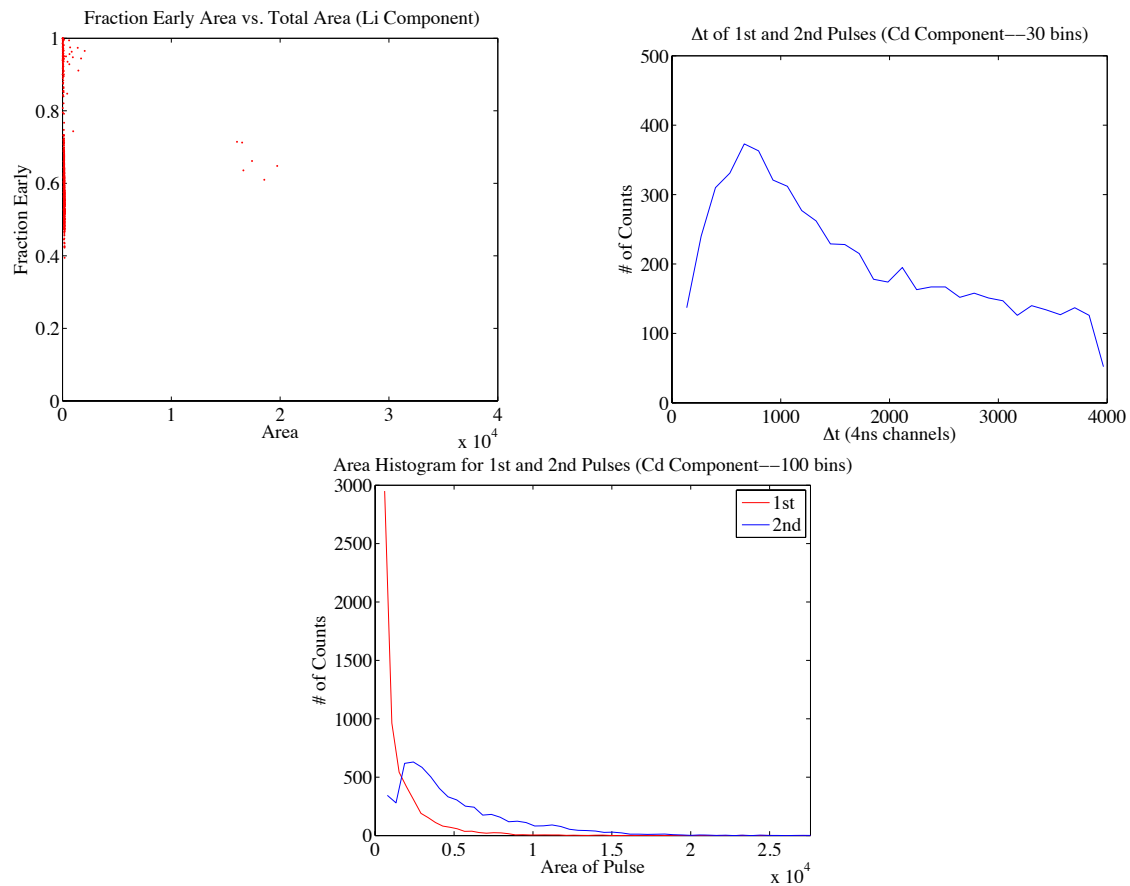 Fraction Early Area vs. Total Area (Li Component)
1
0.8
0.6
0.4
0.2
0
Fraction Early
0
1
2
3
4
Area
x 10^4
Δt of 1st and 2nd Pulses (Cd Component−−30 bins)
500
400
300
200
100
0
# of Counts
0
1000
2000
3000
4000
Δt (4ns channels)
Area Histogram for 1st and 2nd Pulses (Cd Component−−100 bins)
3000
2500
2000
1500
1000
500
0
# of Counts
1st
2nd
0
0.5
1
1.5
2
2.5
Area of Pulse
x 10^4